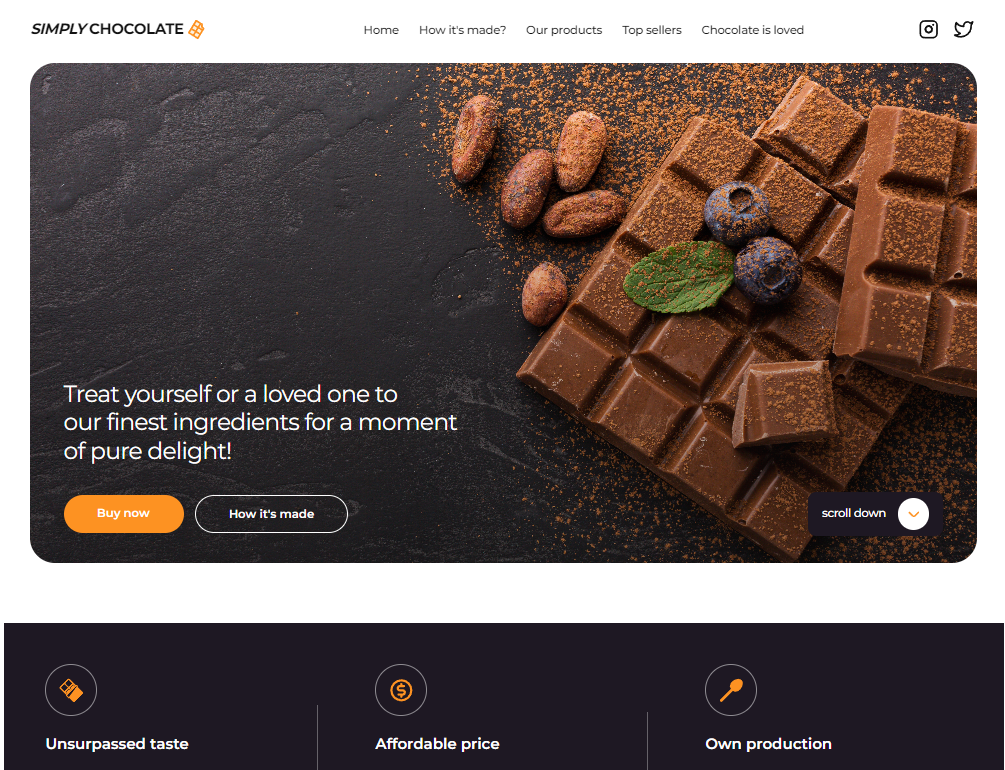 SIMPLY CHOCOLATE
Home How it's made? Our products Top sellers Chocolate is loved
Treat yourself or a loved one to
our finest ingredients for a moment
of pure delight!
Buy now How it's made
scroll down
Unsurpassed taste Affordable price Own production